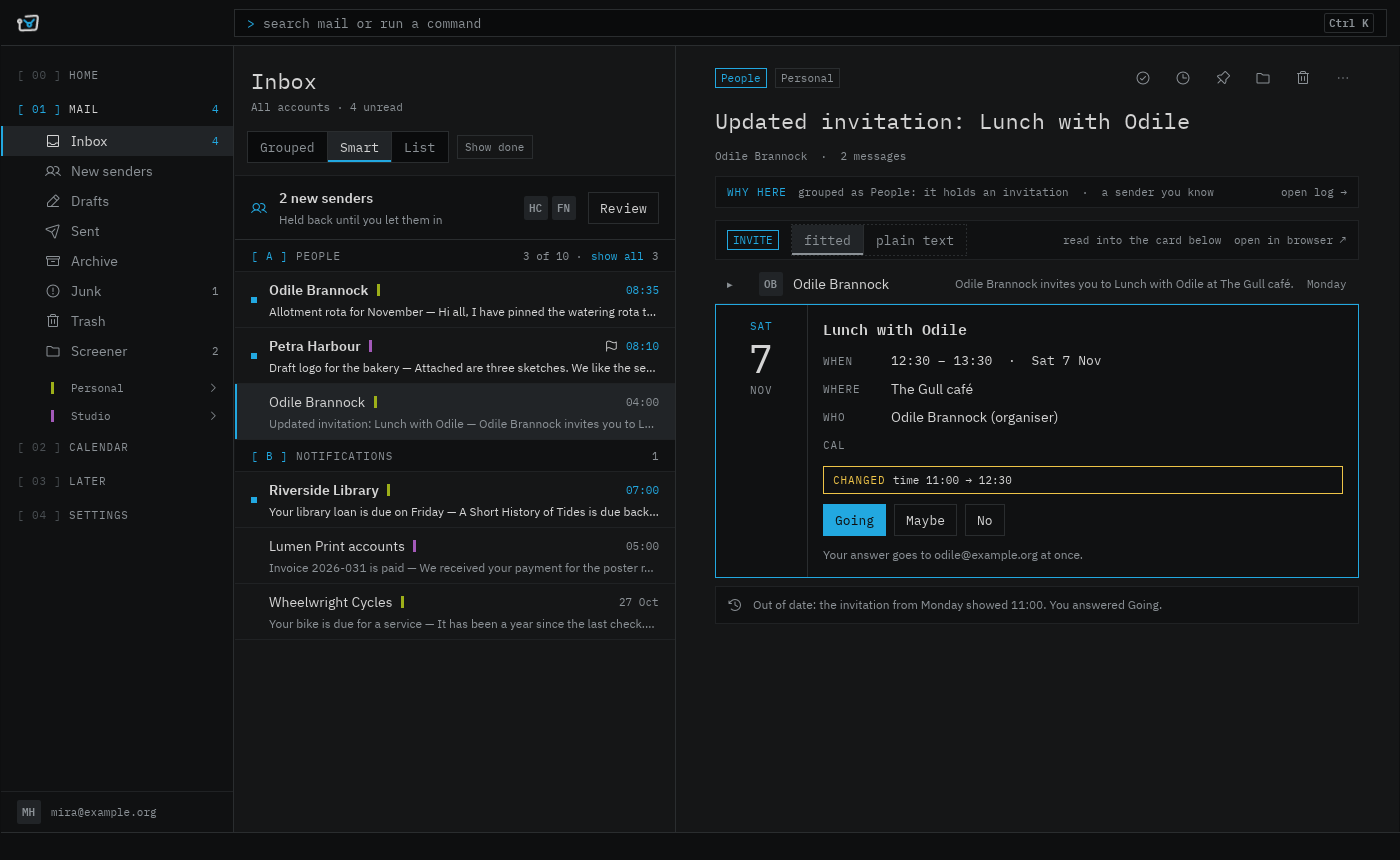 > search mail or run a command
Ctrl K
[ 00 ] HOME
[ 01 ] MAIL 4
Inbox 4
New senders
Drafts
Sent
Archive
Junk 1
Trash
Screener 2
Personal
Studio
[ 02 ] CALENDAR
[ 03 ] LATER
[ 04 ] SETTINGS
MH mira@example.org
Inbox
All accounts · 4 unread
Grouped Smart List Show done
2 new senders
Held back until you let them in
HC FN Review
[ A ] PEOPLE 3 of 10 · show all 3
Odile Brannock 08:35
Allotment rota for November — Hi all, I have pinned the watering rota t…
Petra Harbour 08:10
Draft logo for the bakery — Attached are three sketches. We like the se…
Odile Brannock 04:00
Updated invitation: Lunch with Odile — Odile Brannock invites you to L…
[ B ] NOTIFICATIONS 1
Riverside Library 07:00
Your library loan is due on Friday — A Short History of Tides is due back…
Lumen Print accounts 05:00
Invoice 2026-031 is paid — We received your payment for the poster r…
Wheelwright Cycles 27 Oct
Your bike is due for a service — It has been a year since the last check.…
People Personal
Updated invitation: Lunch with Odile
Odile Brannock · 2 messages
WHY HERE grouped as People: it holds an invitation · a sender you know open log →
INVITE fitted plain text read into the card below open in browser ↗
▸ OB Odile Brannock Odile Brannock invites you to Lunch with Odile at The Gull café. Monday
SAT
7
NOV
Lunch with Odile
WHEN 12:30 – 13:30 · Sat 7 Nov
WHERE The Gull café
WHO Odile Brannock (organiser)
CAL
CHANGED time 11:00 → 12:30
Going Maybe No
Your answer goes to odile@example.org at once.
Out of date: the invitation from Monday showed 11:00. You answered Going.